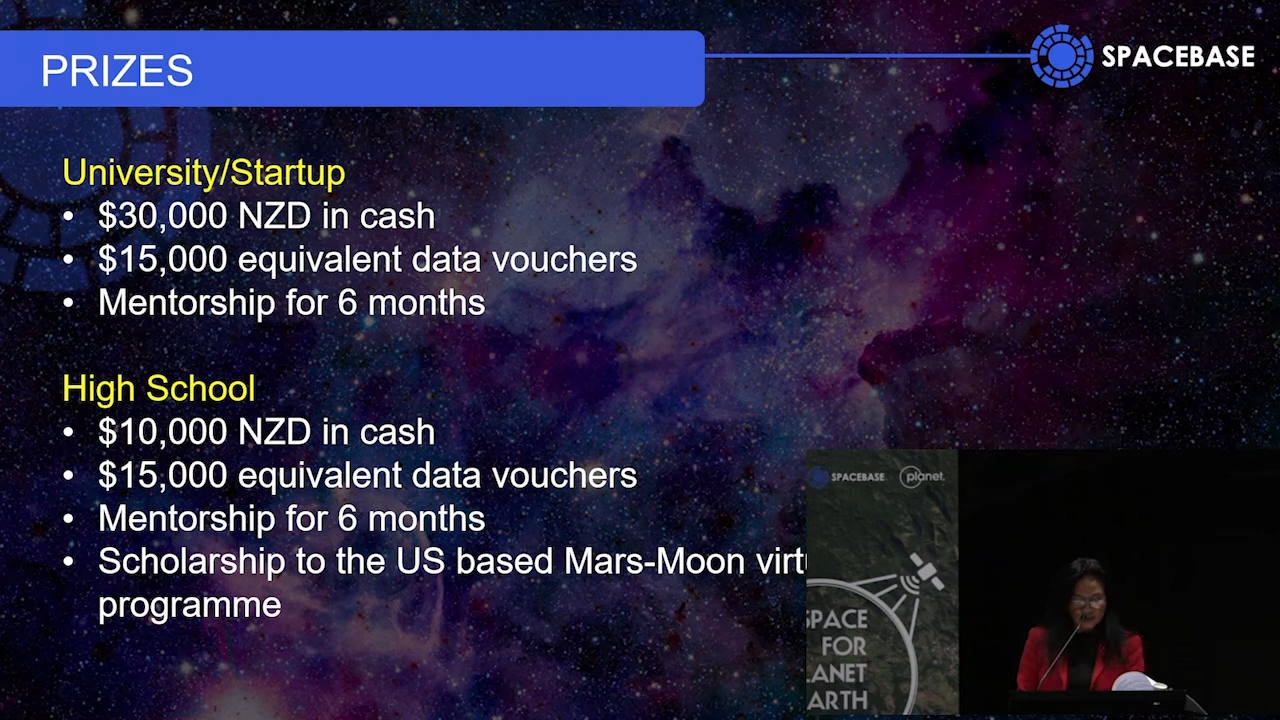 PRIZES
SPACEBASE
University/Startup
• $30,000 NZD in cash
• $15,000 equivalent data vouchers
• Mentorship for 6 months
High School
• $10,000 NZD in cash
• $15,000 equivalent data vouchers
• Mentorship for 6 months
• Scholarship to the US based Mars-Moon virtu
programme
SPACEBASE planet.
SPACE
FOR
LANET
ARTH